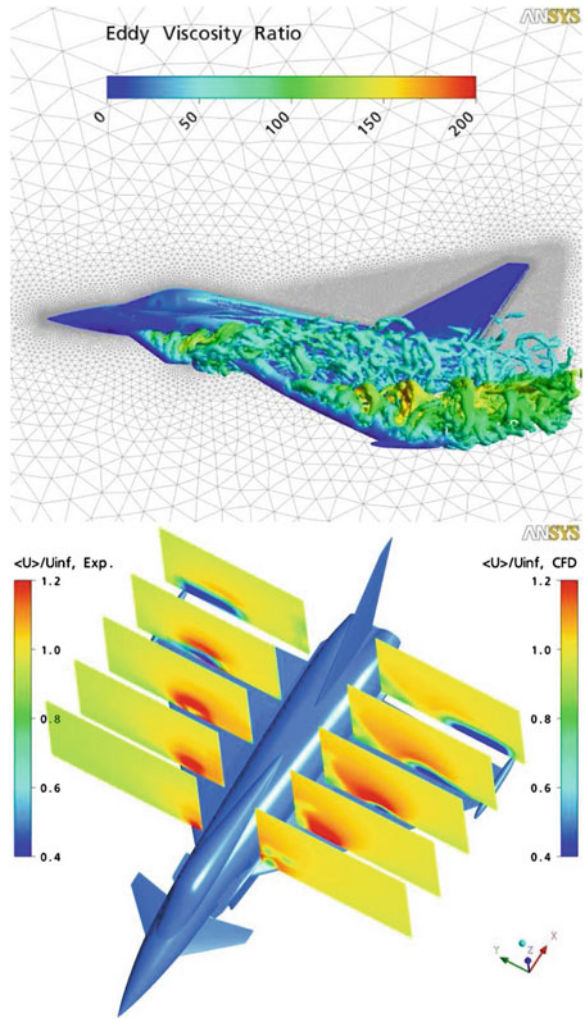 ANSYS
Eddy Viscosity Ratio
0 50 100 150 200
ANSYS
<U>/Uinf, Exp.
<U>/Uinf, CFD
1.2
1.2
1.0
1.0
0.8
0.8
0.6
0.6
0.4
0.4
X
Y
Z